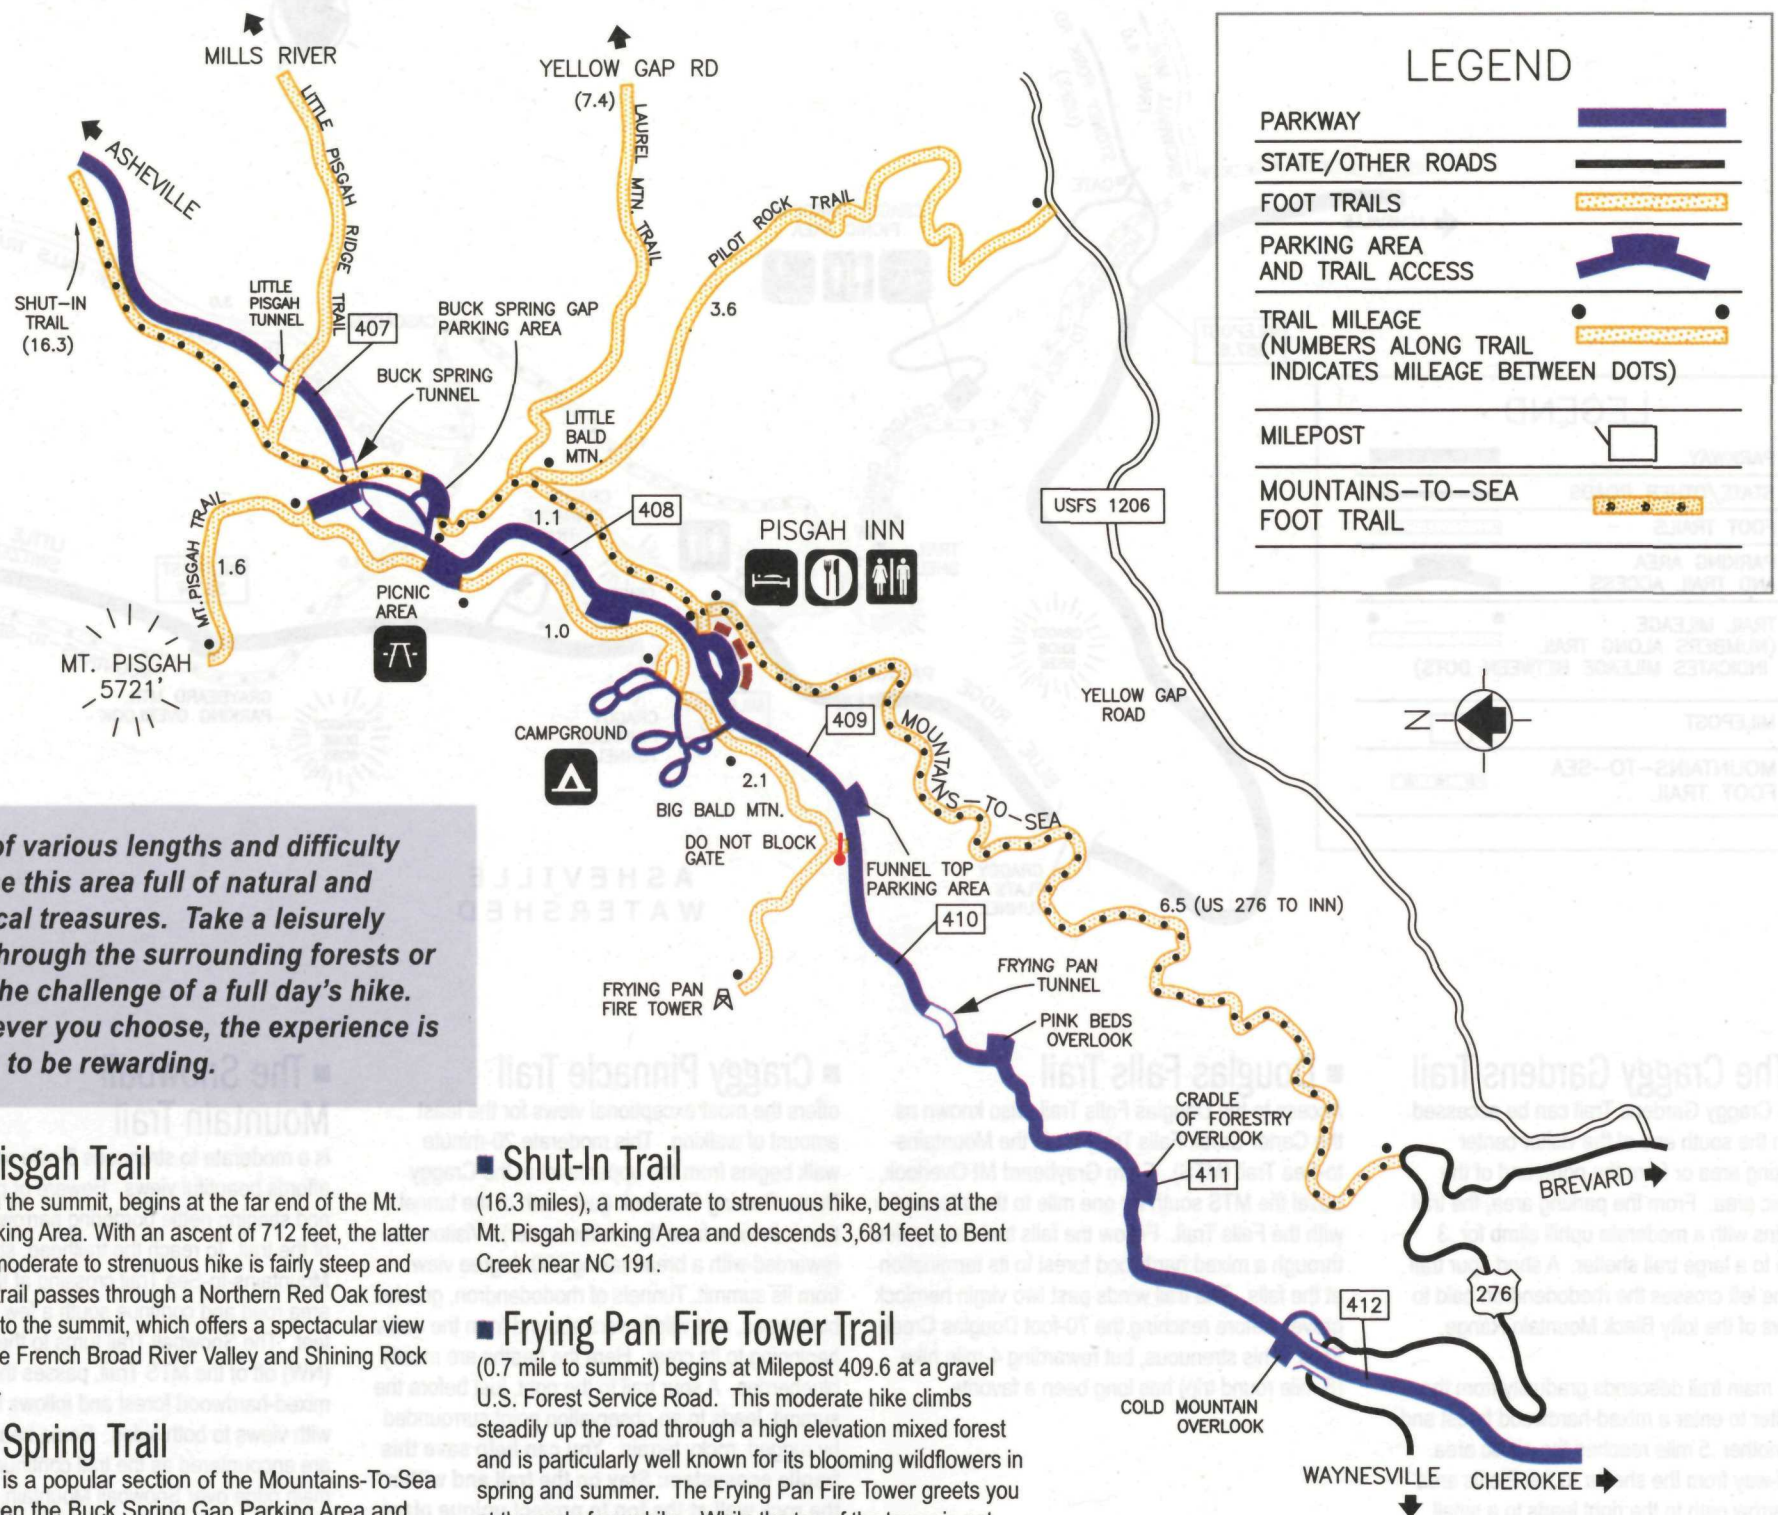 MILLS RIVER
YELLOW GAP RD
(7.4)
ASHEVILLE
LITTLE PISGAH RIDGE TRAIL
LAUREL MTN. TRAIL
PILOT ROCK TRAIL
3.6
SHUT-IN
TRAIL
(16.3)
LITTLE
PISGAH
TUNNEL
407
BUCK SPRING GAP
PARKING AREA
BUCK SPRING
TUNNEL
LITTLE
BALD
MTN.
1.1
408
PISGAH INN
MT. PISGAH TRAIL
1.6
PICNIC
AREA
1.0
MT. PISGAH
5721'
CAMPGROUND
409
2.1
BIG BALD MTN.
DO NOT BLOCK
GATE
MOUNTAINS-TO-SEA
FUNNEL TOP
PARKING AREA
410
6.5 (US 276 TO INN)
FRYING PAN
FIRE TOWER
FRYING PAN
TUNNEL
PINK BEDS
OVERLOOK
CRADLE
OF FORESTRY
OVERLOOK
411
412
276
BREVARD
COLD MOUNTAIN
OVERLOOK
WAYNESVILLE
CHEROKEE
USFS 1206
YELLOW GAP
ROAD
N
LEGEND
PARKWAY
STATE/OTHER ROADS
FOOT TRAILS
PARKING AREA
AND TRAIL ACCESS
TRAIL MILEAGE
(NUMBERS ALONG TRAIL
INDICATES MILEAGE BETWEEN DOTS)
MILEPOST
MOUNTAINS-TO-SEA
FOOT TRAIL
of various lengths and difficulty
this area full of natural and
cal treasures. Take a leisurely
through the surrounding forests or
he challenge of a full day's hike.
ever you choose, the experience is
to be rewarding.
isgah Trail
the summit, begins at the far end of the Mt.
king Area. With an ascent of 712 feet, the latter
moderate to strenuous hike is fairly steep and
trail passes through a Northern Red Oak forest
to the summit, which offers a spectacular view
e French Broad River Valley and Shining Rock
Spring Trail
is a popular section of the Mountains-To-Sea
en the Buck Spring Gap Parking Area and
Shut-In Trail
(16.3 miles), a moderate to strenuous hike, begins at the
Mt. Pisgah Parking Area and descends 3,681 feet to Bent
Creek near NC 191.
Frying Pan Fire Tower Trail
(0.7mile to summit) begins at Milepost 409.6 at a gravel
U.S. Forest Service Road. This moderate hike climbs
steadily up the road through a high elevation mixed forest
and is particularly well known for its blooming wildflowers in
spring and summer. The Frying Pan Fire Tower greets you